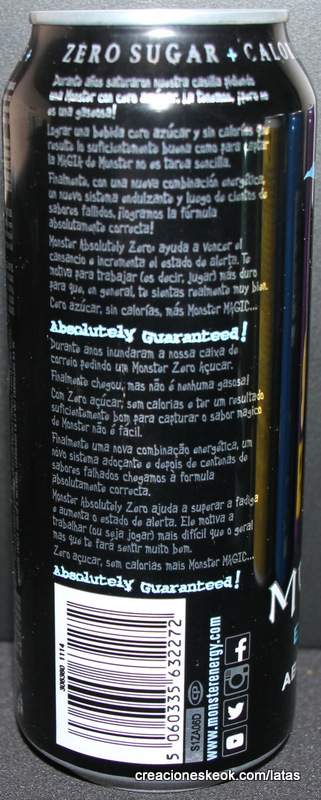 ZERO SUGAR + CALO
Durante años saturaron nuestra casilla pidiendo
una Monster con cero azúcar. La tenemos, ¡pero no
es una gaseosa!
Lograr una bebida cero azúcar y sin calorías que
resulte lo suficientemente bueno como para captar
la MAGIA de Monster no es tarea sencilla.
Finalmente, con una nueva combinación energética,
un nuevo sistema endulzante y luego de cientos de
sabores fallidos, ¡logramos la fórmula
absolutamente correcta!
Monster Absolutely Zero: ayuda a vencer el
cansancio e incrementa el estado de alerta. Te
motiva para trabajar (es decir, jugar) más duro
para que, en general, te sientas realmente muy bien.
Cero azúcar, sin calorías, más Monster MAGIC...
Absolutely Guaranteed!
Durante anos inundaram a nossa caixa de
correio pedindo um Monster Zero Açucar.
Finalmente chegou, mas não é nenhuma gasosa!
Com Zero açúcar, sem calorias e ter um resultado
suficientemente bom para capturar o sabor magico
de Monster não é fácil.
Finalmente uma nova combinação energética, um
novo sistema adoçante e depois de centenas de
sabores falhados chegamos à formula
absolutamente correcta.
Monster Absolutely Zero ajuda a superar a fadiga
e aumenta o estado de alerta. Ele motiva a
trabalhar (ou seja jogar) mais difícil que o geral
mas que te fará sentir muito bem.
Zero açucar, sem calorias mais Monster MAGIC...
Absolutely Guaranteed!
308380 1114
5 060335 632272
S1ZA06D
www.monsterenergy.com
M
E
AB
creacioneskeok.com/latas